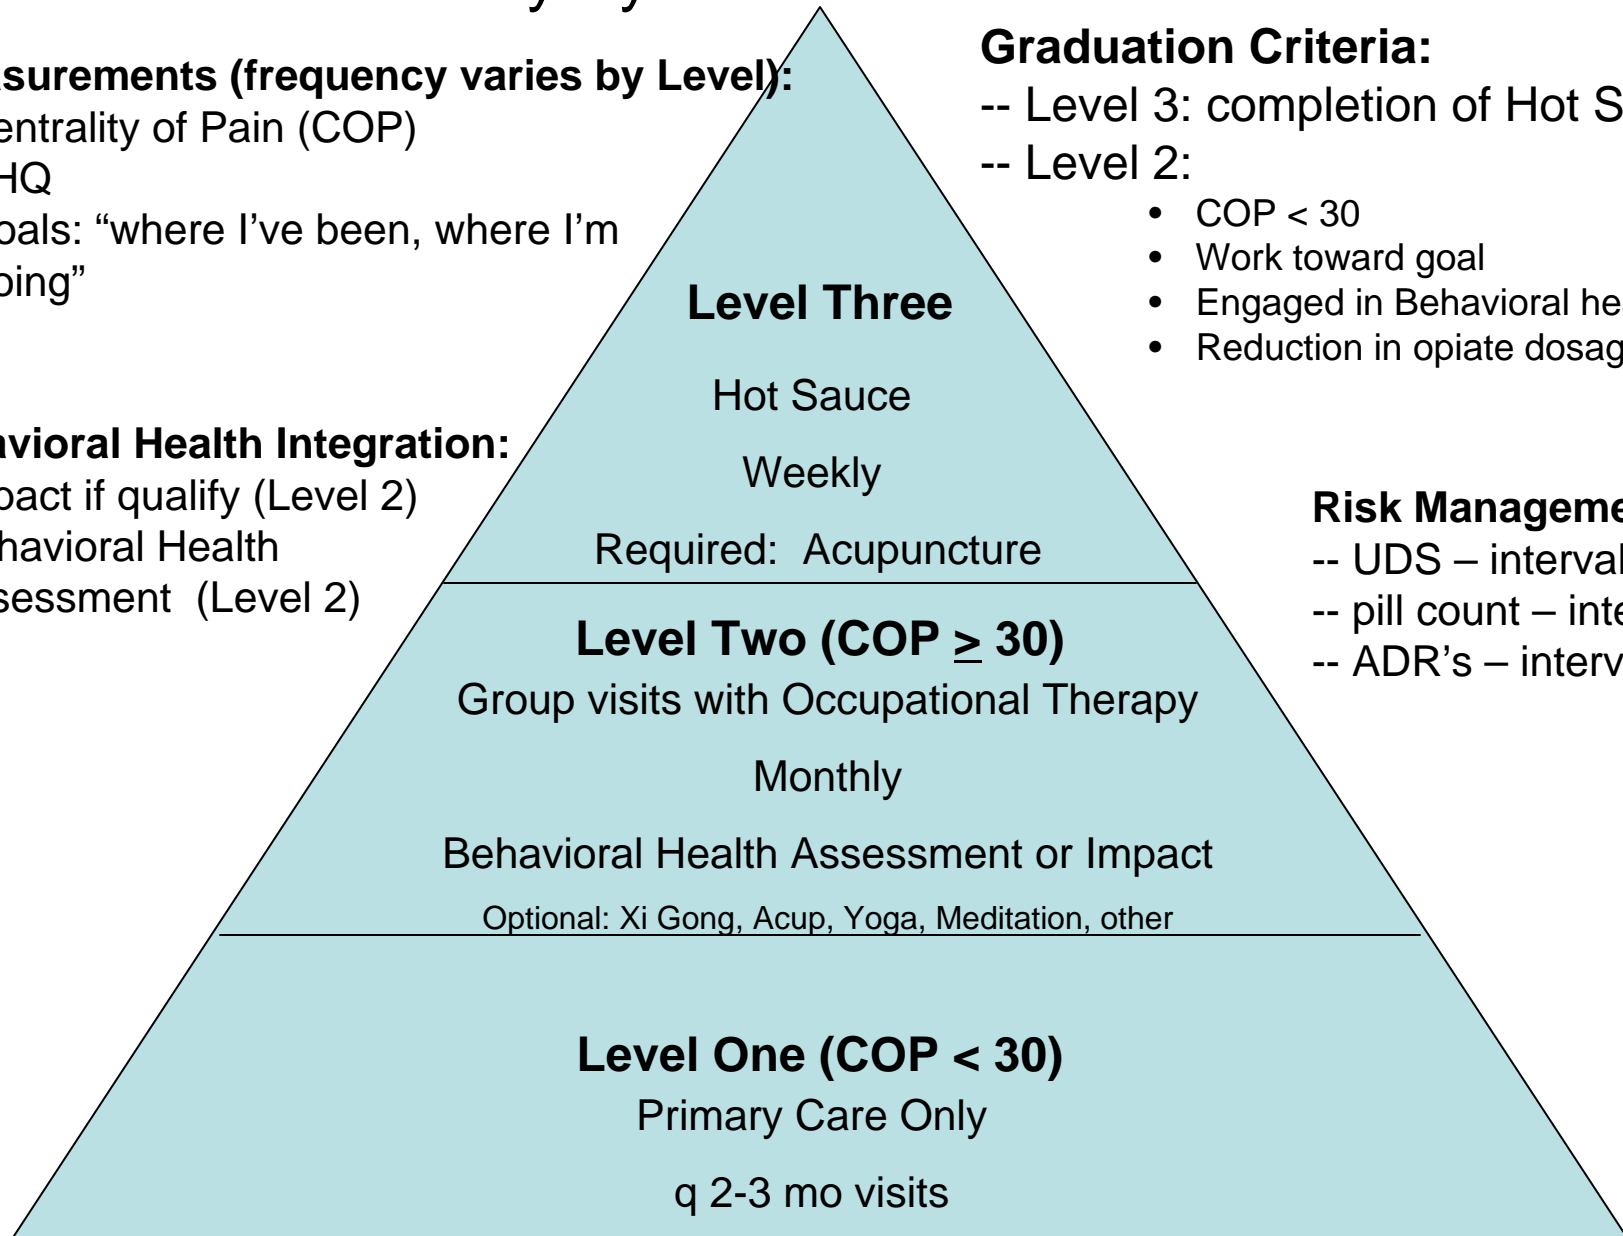 surements (frequency varies by Level):
entrality of Pain (COP)
HQ
oals: “where I've been, where I'm
oing”
avioral Health Integration:
pact if qualify (Level 2)
havioral Health
sessment (Level 2)
Graduation Criteria:
-- Level 3: completion of Hot S
-- Level 2:
• COP < 30
• Work toward goal
• Engaged in Behavioral he
• Reduction in opiate dosag
Risk Manageme
-- UDS – interval
-- pill count – inte
-- ADR's – interv
Level Three
Hot Sauce
Weekly
Required: Acupuncture
Level Two (COP ≥ 30)
Group visits with Occupational Therapy
Monthly
Behavioral Health Assessment or Impact
Optional: Xi Gong, Acup, Yoga, Meditation, other
Level One (COP < 30)
Primary Care Only
q 2-3 mo visits